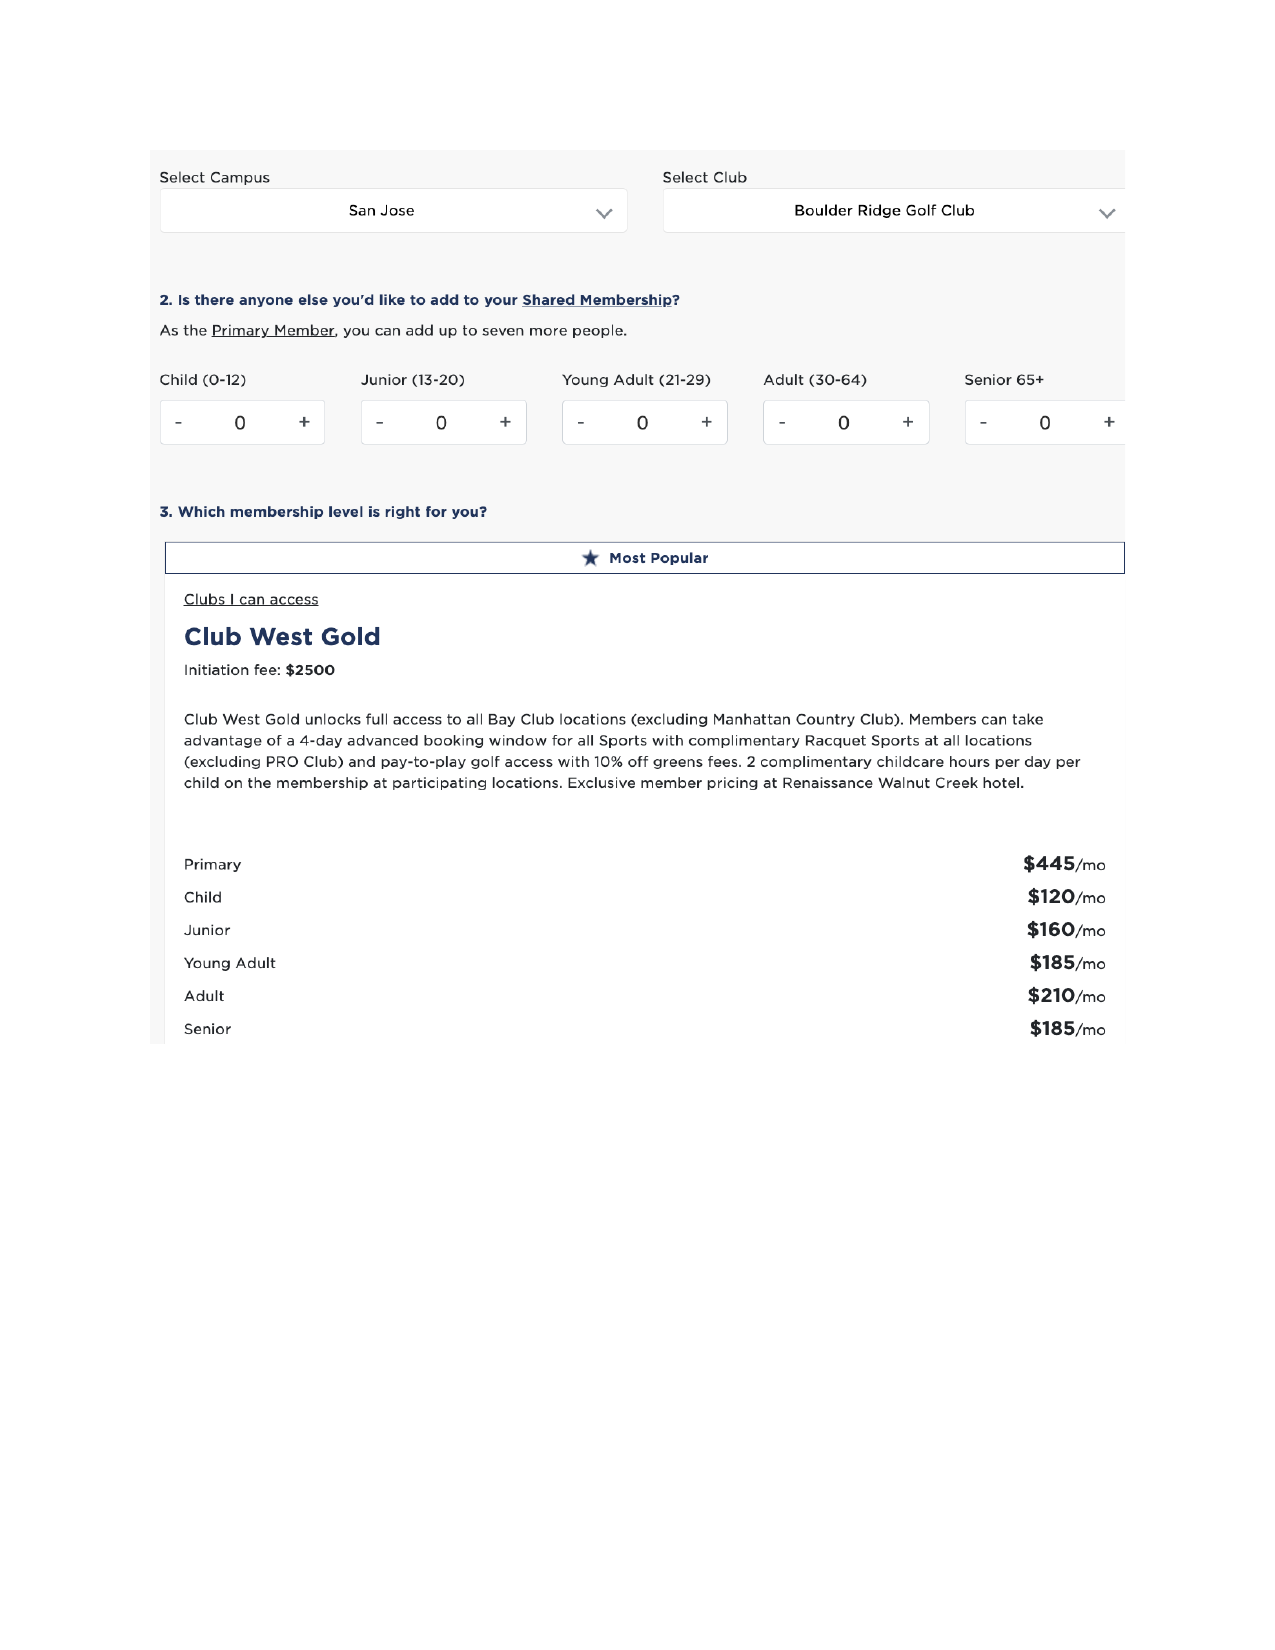 Select Campus
Select Club
San Jose
Boulder Ridge Golf Club
2. Is there anyone else you'd like to add to your Shared Membership?
As the Primary Member, you can add up to seven more people.
Child (0-12)
Junior (13-20)
Young Adult (21-29)
Adult (30-64)
Senior 65+
- 0 +
- 0 +
- 0 +
- 0 +
- 0 +
3. Which membership level is right for you?
★ Most Popular
Clubs I can access
Club West Gold
Initiation fee: $2500
Club West Gold unlocks full access to all Bay Club locations (excluding Manhattan Country Club). Members can take
advantage of a 4-day advanced booking window for all Sports with complimentary Racquet Sports at all locations
(excluding PRO Club) and pay-to-play golf access with 10% off greens fees. 2 complimentary childcare hours per day per
child on the membership at participating locations. Exclusive member pricing at Renaissance Walnut Creek hotel.
Primary $445/mo
Child $120/mo
Junior $160/mo
Young Adult $185/mo
Adult $210/mo
Senior $185/mo